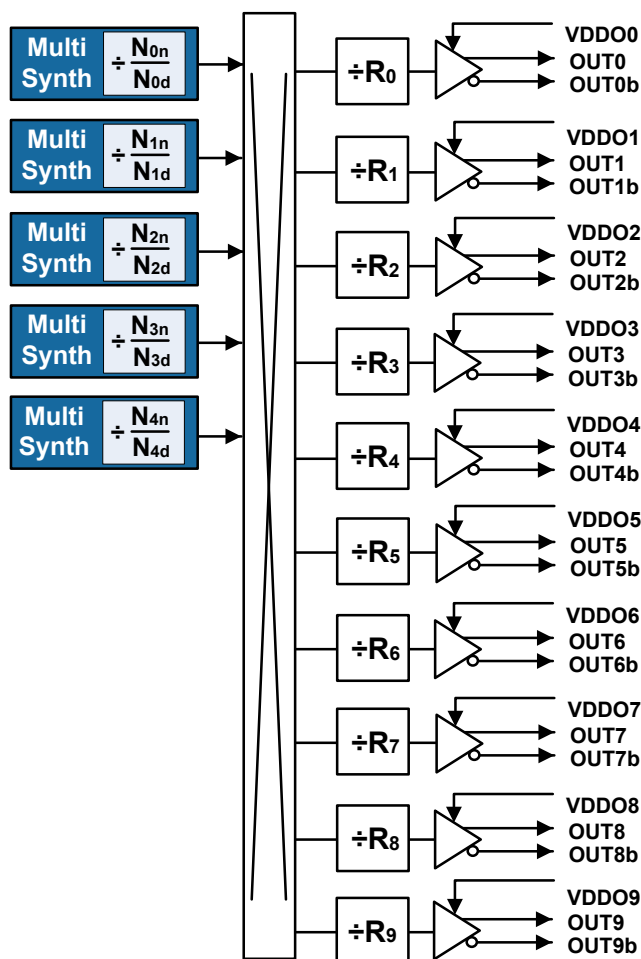 Multi Synth ÷ N0n / N0d
Multi Synth ÷ N1n / N1d
Multi Synth ÷ N2n / N2d
Multi Synth ÷ N3n / N3d
Multi Synth ÷ N4n / N4d
÷R0
VDDO0
OUT0
OUT0b
÷R1
VDDO1
OUT1
OUT1b
÷R2
VDDO2
OUT2
OUT2b
÷R3
VDDO3
OUT3
OUT3b
÷R4
VDDO4
OUT4
OUT4b
÷R5
VDDO5
OUT5
OUT5b
÷R6
VDDO6
OUT6
OUT6b
÷R7
VDDO7
OUT7
OUT7b
÷R8
VDDO8
OUT8
OUT8b
÷R9
VDDO9
OUT9
OUT9b